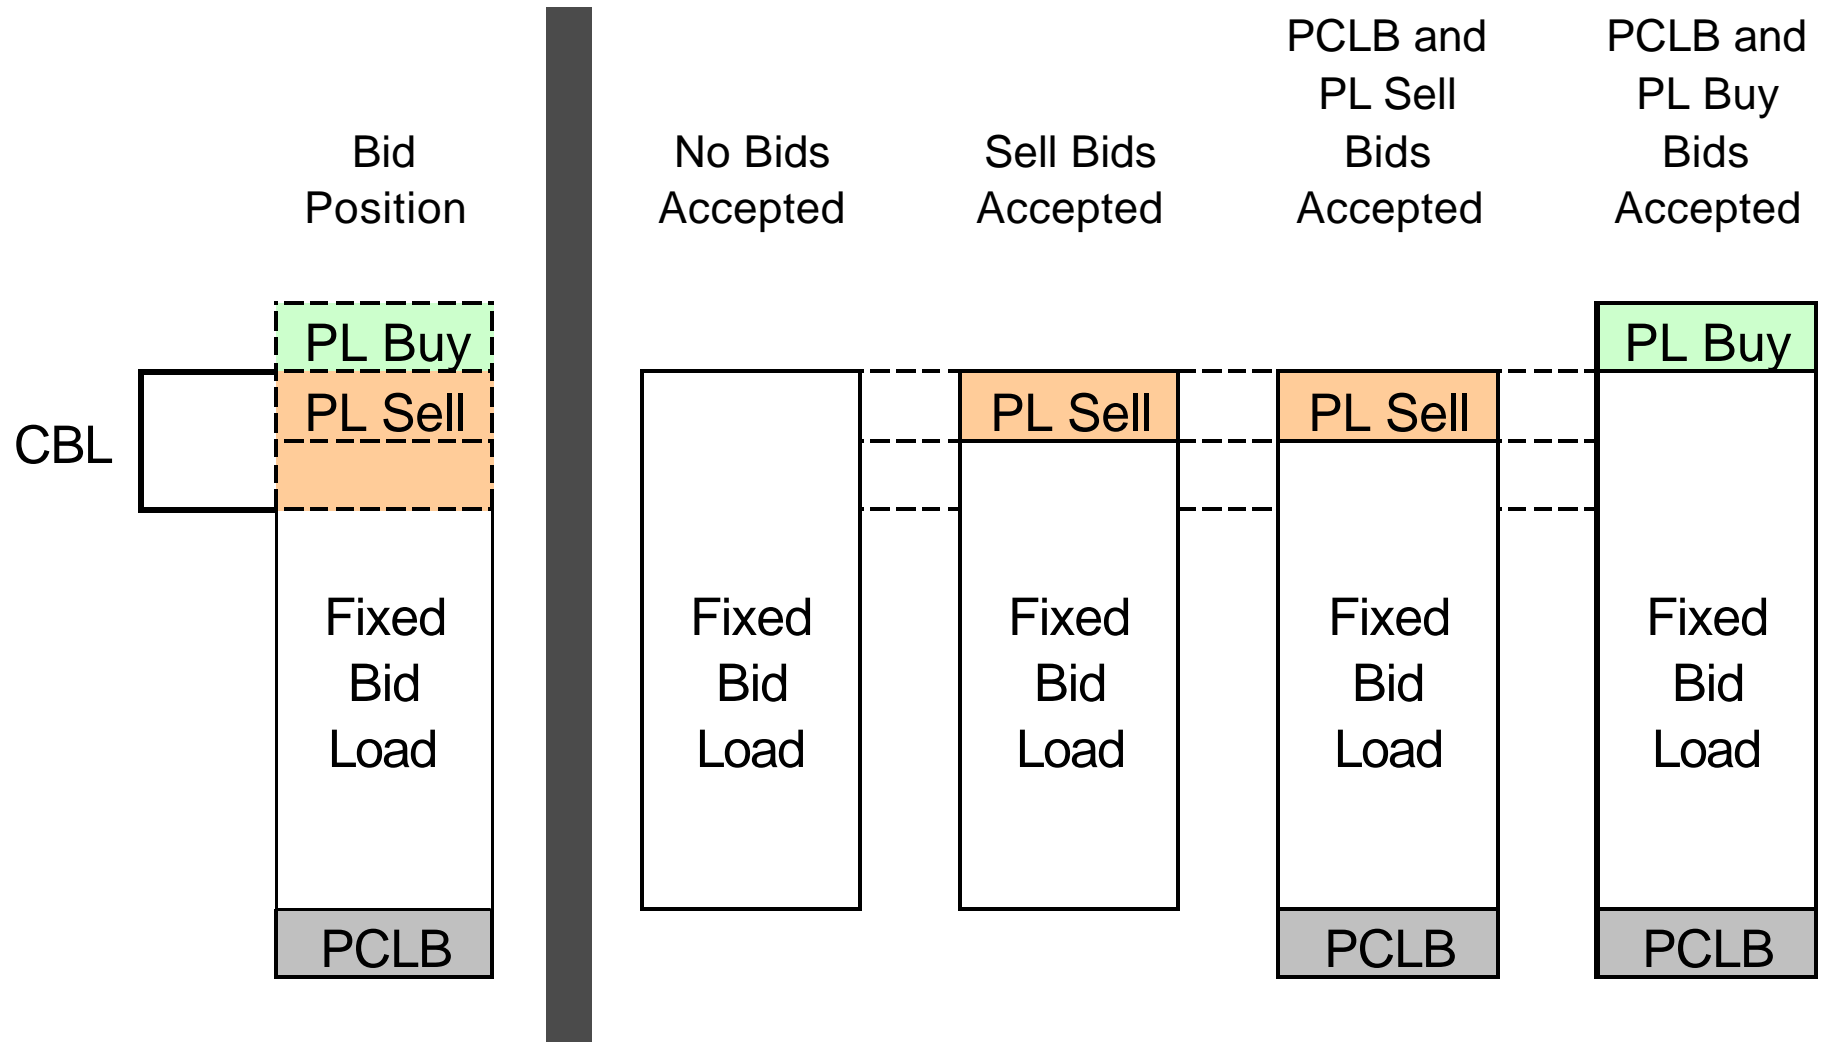 Bid
Position
No Bids
Accepted
Sell Bids
Accepted
PCLB and
PL Sell
Bids
Accepted
PCLB and
PL Buy
Bids
Accepted
CBL
PL Buy
PL Sell
Fixed
Bid
Load
PCLB
Fixed
Bid
Load
PL Sell
Fixed
Bid
Load
PL Sell
Fixed
Bid
Load
PCLB
PL Buy
Fixed
Bid
Load
PCLB